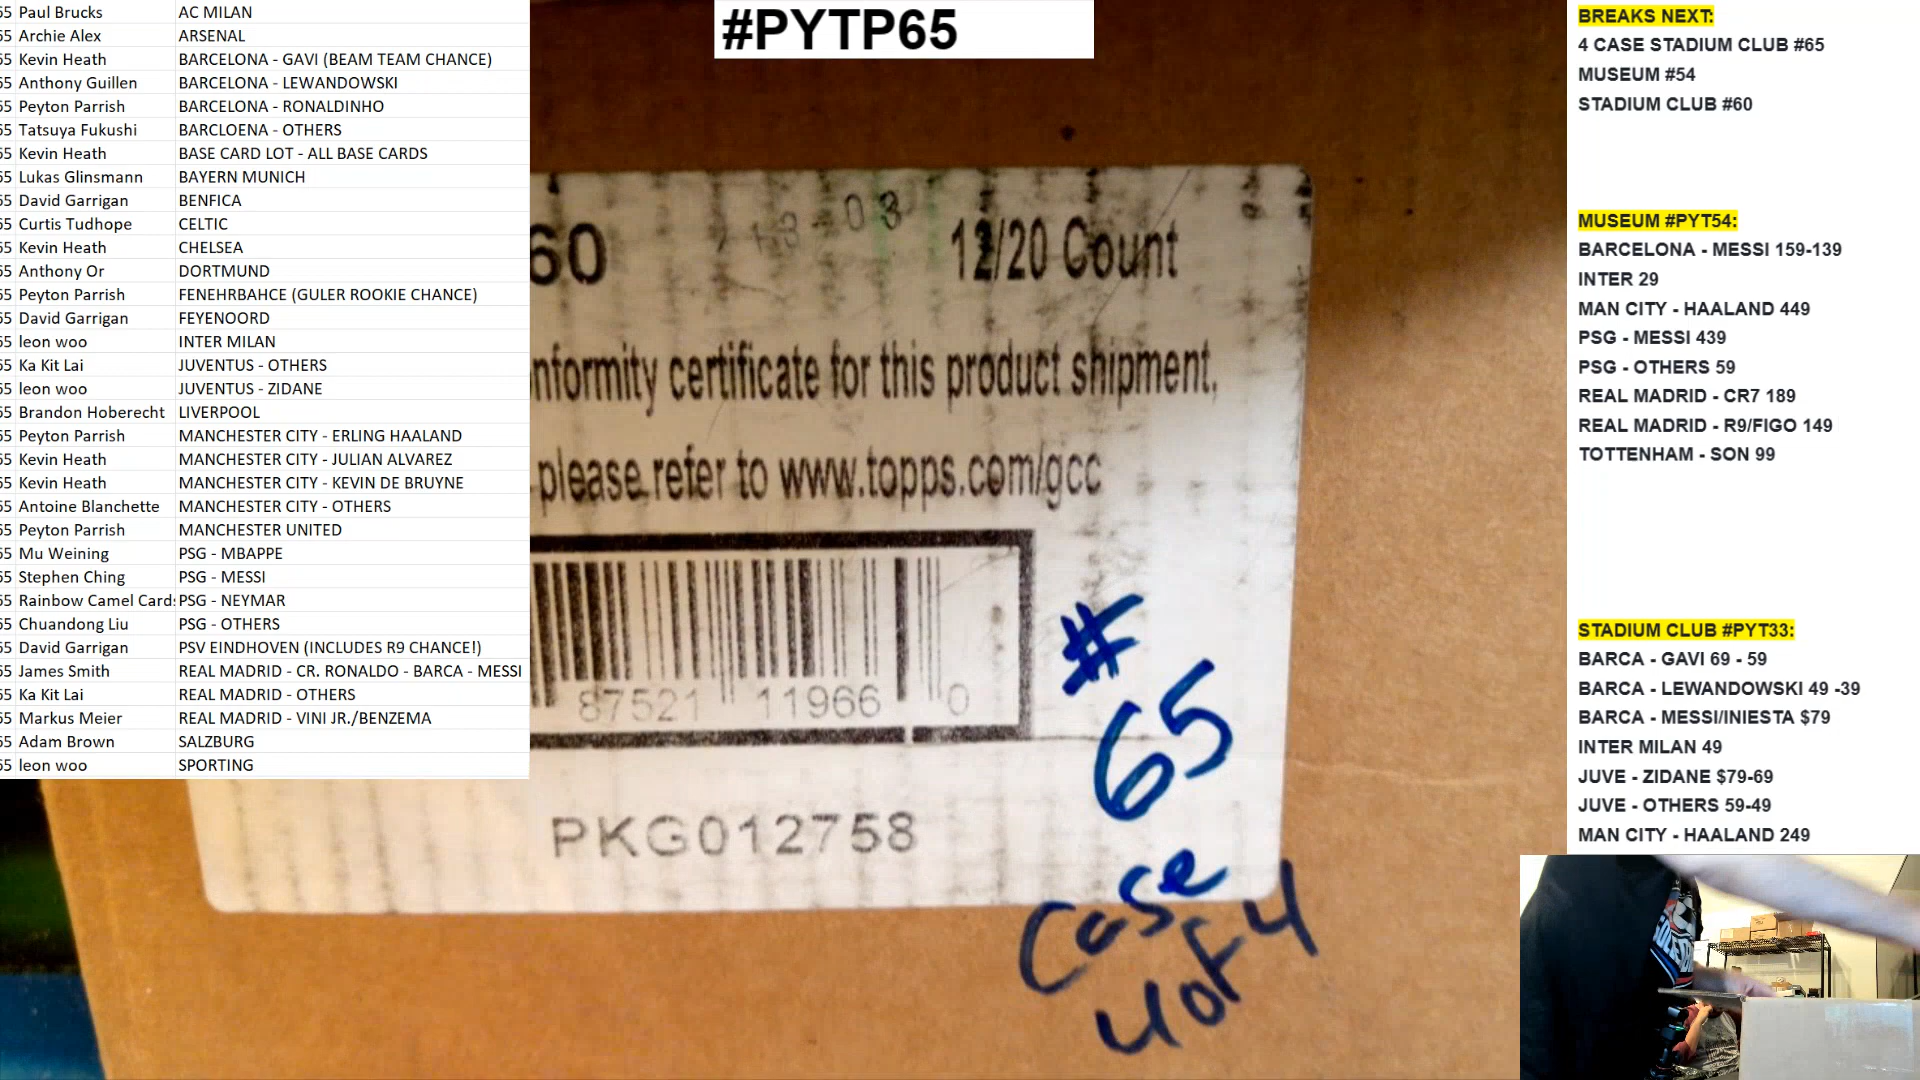 #PYTP65
65 Paul Brucks AC MILAN
65 Archie Alex ARSENAL
65 Kevin Heath BARCELONA - GAVI (BEAM TEAM CHANCE)
65 Anthony Guillen BARCELONA - LEWANDOWSKI
65 Peyton Parrish BARCELONA - RONALDINHO
65 Tatsuya Fukushi BARCLOENA - OTHERS
65 Kevin Heath BASE CARD LOT - ALL BASE CARDS
65 Lukas Glinsmann BAYERN MUNICH
65 David Garrigan BENFICA
65 Curtis Tudhope CELTIC
65 Kevin Heath CHELSEA
65 Anthony Or DORTMUND
65 Peyton Parrish FENEHRBAHCE (GULER ROOKIE CHANCE)
65 David Garrigan FEYENOORD
65 leon woo INTER MILAN
65 Ka Kit Lai JUVENTUS - OTHERS
65 leon woo JUVENTUS - ZIDANE
65 Brandon Hoberecht LIVERPOOL
65 Peyton Parrish MANCHESTER CITY - ERLING HAALAND
65 Kevin Heath MANCHESTER CITY - JULIAN ALVAREZ
65 Kevin Heath MANCHESTER CITY - KEVIN DE BRUYNE
65 Antoine Blanchette MANCHESTER CITY - OTHERS
65 Peyton Parrish MANCHESTER UNITED
65 Mu Weining PSG - MBAPPE
65 Stephen Ching PSG - MESSI
65 Rainbow Camel Cards PSG - NEYMAR
65 Chuandong Liu PSG - OTHERS
65 David Garrigan PSV EINDHOVEN (INCLUDES R9 CHANCE!)
65 James Smith REAL MADRID - CR. RONALDO - BARCA - MESSI
65 Ka Kit Lai REAL MADRID - OTHERS
65 Markus Meier REAL MADRID - VINI JR./BENZEMA
65 Adam Brown SALZBURG
65 leon woo SPORTING
60 12/20 Count
nformity certificate for this product shipment,
please refer to www.topps.com/gcc
87521 11966 0
PKG012758
# 65
Case
4 of 4
BREAKS NEXT:
4 CASE STADIUM CLUB #65
MUSEUM #54
STADIUM CLUB #60
MUSEUM #PYT54:
BARCELONA - MESSI 159-139
INTER 29
MAN CITY - HAALAND 449
PSG - MESSI 439
PSG - OTHERS 59
REAL MADRID - CR7 189
REAL MADRID - R9/FIGO 149
TOTTENHAM - SON 99
STADIUM CLUB #PYT33:
BARCA - GAVI 69 - 59
BARCA - LEWANDOWSKI 49 -39
BARCA - MESSI/INIESTA $79
INTER MILAN 49
JUVE - ZIDANE $79-69
JUVE - OTHERS 59-49
MAN CITY - HAALAND 249